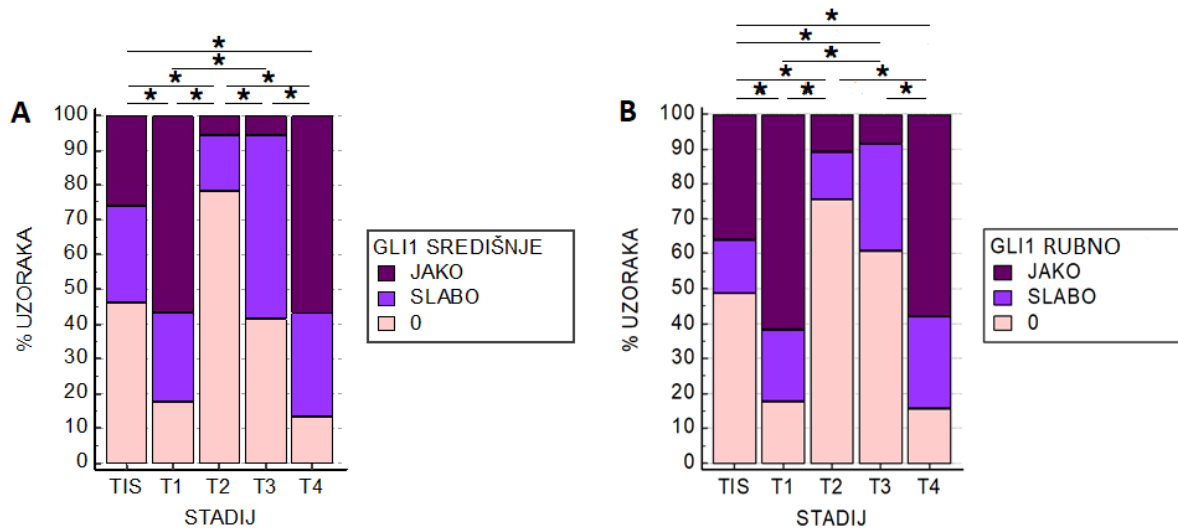 *
*
* *
* * * *
A
100
90
80
70
60
50
40
30
20
10
0
% UZORAKA
TIS T1 T2 T3 T4
STADIJ
GLI1 SREDIŠNJE
JAKO
SLABO
0
*
*
*
* *
* * *
B
100
90
80
70
60
50
40
30
20
10
0
% UZORAKA
TIS T1 T2 T3 T4
STADIJ
GLI1 RUBNO
JAKO
SLABO
0